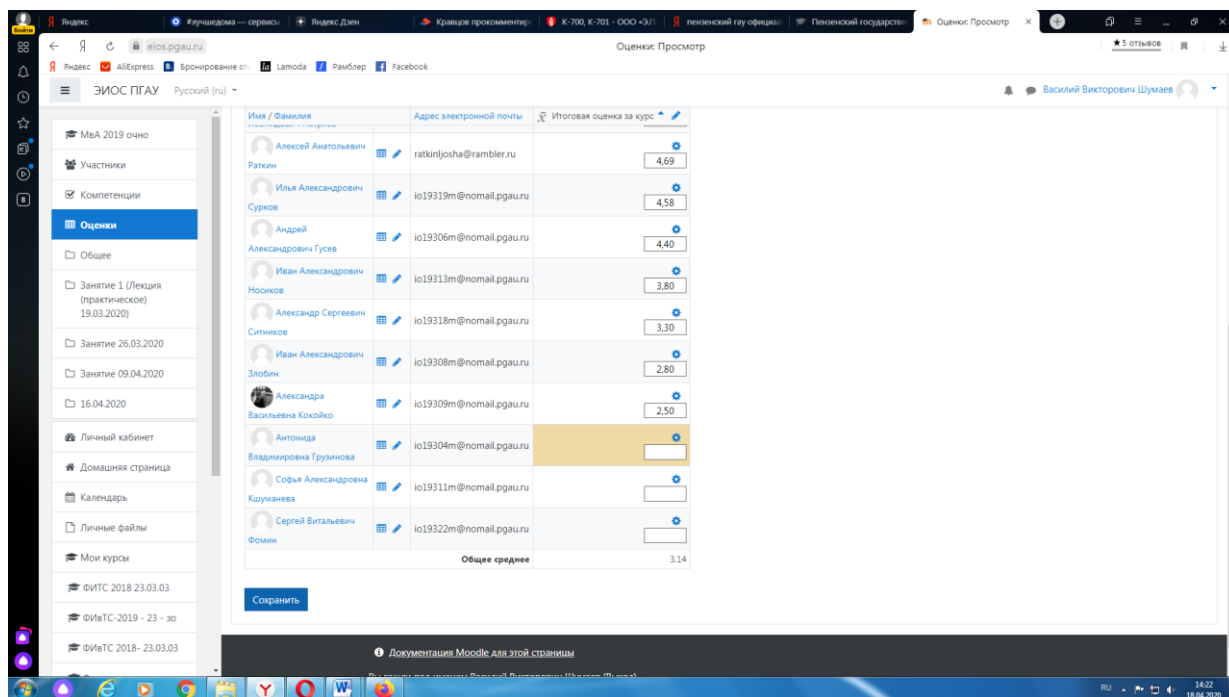 Яндекс
#лучшедома — сервисы
Яндекс Дзен
Кравцов прокомментир
К-700, К-701 - ООО «ЭЛ
пензенский гау официал
Пензенский государстве
Оценки: Просмотр
Войти
eios.pgau.ru
Оценки: Просмотр
★ 5 отзывов
Яндекс
AliExpress
Бронирование от
Lamoda
Рамблер
Facebook
ЭИОС ПГАУ
Русский (ru)
Василий Викторович Шумаев
МвА 2019 очно
Участники
Компетенции
Оценки
Общее
Занятие 1 (Лекция
(практическое)
19.03.2020)
Занятие 26.03.2020
Занятие 09.04.2020
16.04.2020
Личный кабинет
Домашняя страница
Календарь
Личные файлы
Мои курсы
ФИТС 2018 23.03.03
ФИвТС-2019 - 23 - зо
ФИвТС 2018- 23.03.03
Имя / Фамилия
Адрес электронной почты
Итоговая оценка за курс
Алексей Анатольевич
Раткин
ratkinljosha@rambler.ru
4,69
Илья Александрович
Сурков
io19319m@nomail.pgau.ru
4,58
Андрей
Александрович Гусев
io19306m@nomail.pgau.ru
4,40
Иван Александрович
Носиков
io19313m@nomail.pgau.ru
3,80
Александр Сергеевич
Ситников
io19318m@nomail.pgau.ru
3,30
Иван Александрович
Злобин
io19308m@nomail.pgau.ru
2,80
Александра
Васильевна Кокойко
io19309m@nomail.pgau.ru
2,50
Антонида
Владимировна Грузинова
io19304m@nomail.pgau.ru
Софья Александровна
Кшуманева
io19311m@nomail.pgau.ru
Сергей Витальевич
Фомин
io19322m@nomail.pgau.ru
Общее среднее
3.14
Сохранить
Документация Moodle для этой страницы
RU
14:22
18.04.2020